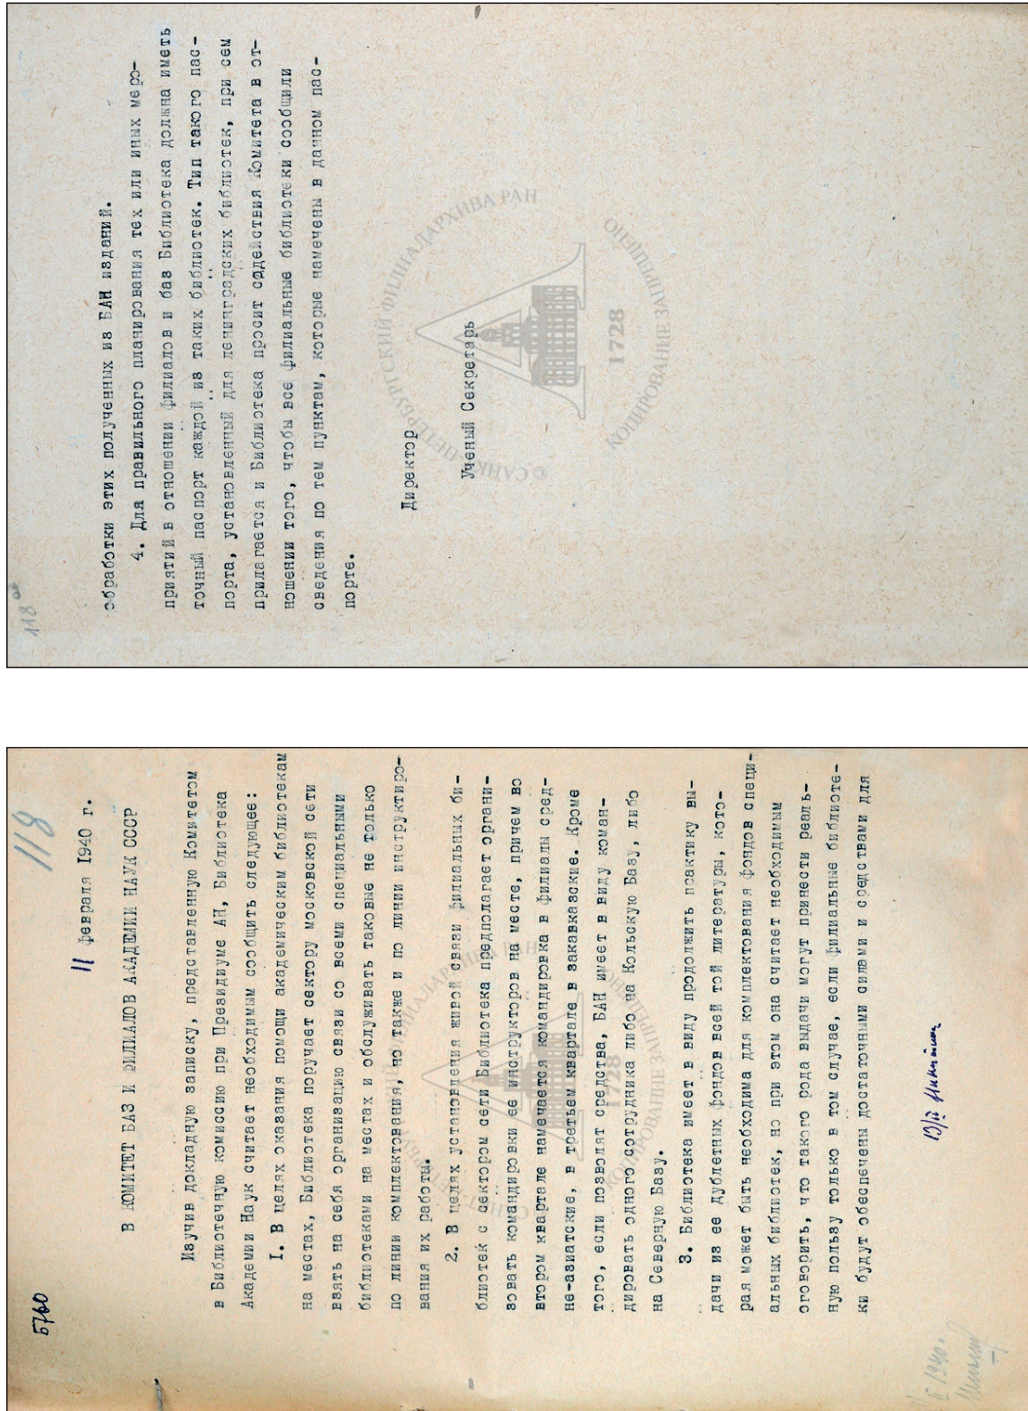 5760
118
11 февраля 1940 г.
В КОМИТЕТ БАЗ И ФИЛИАЛОВ АКАДЕМИИ НАУК СССР
Изучив докладную записку, представленную Комитетом
в Библиотечную комиссию при Президиуме АН, Библиотека
Академии Наук считает необходимым сообщить следующее:
I. В целях оказания помощи академическим библиотекам
на местах, Библиотека поручает сектору московской сети
взять на себя организацию связи со всеми специальными
библиотеками на местах и обслуживать таковые не только
по линии комплектования, но также и по линии инструктиро-
вания их работы.
2. В целях установления живой связи филиальных би-
блиотек с сектором сети Библиотека предполагает органи-
зовать командировки ее инструкторов на месте, причем во
втором квартале намечается командировка в филиалы сред-
не-азиатские, в третьем квартале в закавказские. Кроме
того, если позволят средства, БАН имеет в виду коман-
дировать одного сотрудника либо на Кольскую Базу, либо
на Северную Базу.
3. Библиотека имеет в виду продолжить практику вы-
дачи из ее дублетных фондов всей той литературы, кото-
рая может быть необходима для комплектования фондов специ-
альных библиотек, но при этом она считает необходимым
оговорить, что такого рода выдачи могут принести реаль-
ную пользу только в том случае, если филиальные библиоте-
ки будут обеспечены достаточными силами и средствами для
118 об
обработки этих полученных из БАН изданий.
4. Для правильного планирования тех или иных меро-
приятий в отношении филиалов и баз Библиотека должна иметь
точный паспорт каждой из таких библиотек. Тип такого пас-
порта, установленный для ленинградских библиотек, при сем
прилагается и Библиотека просит содействия Комитета в от-
ношении того, чтобы все филиальные библиотеки сообщили
сведения по тем пунктам, которые намечены в данном пас-
порте.
Директор
Ученый Секретарь
© САНКТ-ПЕТЕРБУРГСКИЙ ФИЛИАЛ АРХИВА РАН
1728
КОПИРОВАНИЕ ЗАПРЕЩЕНО